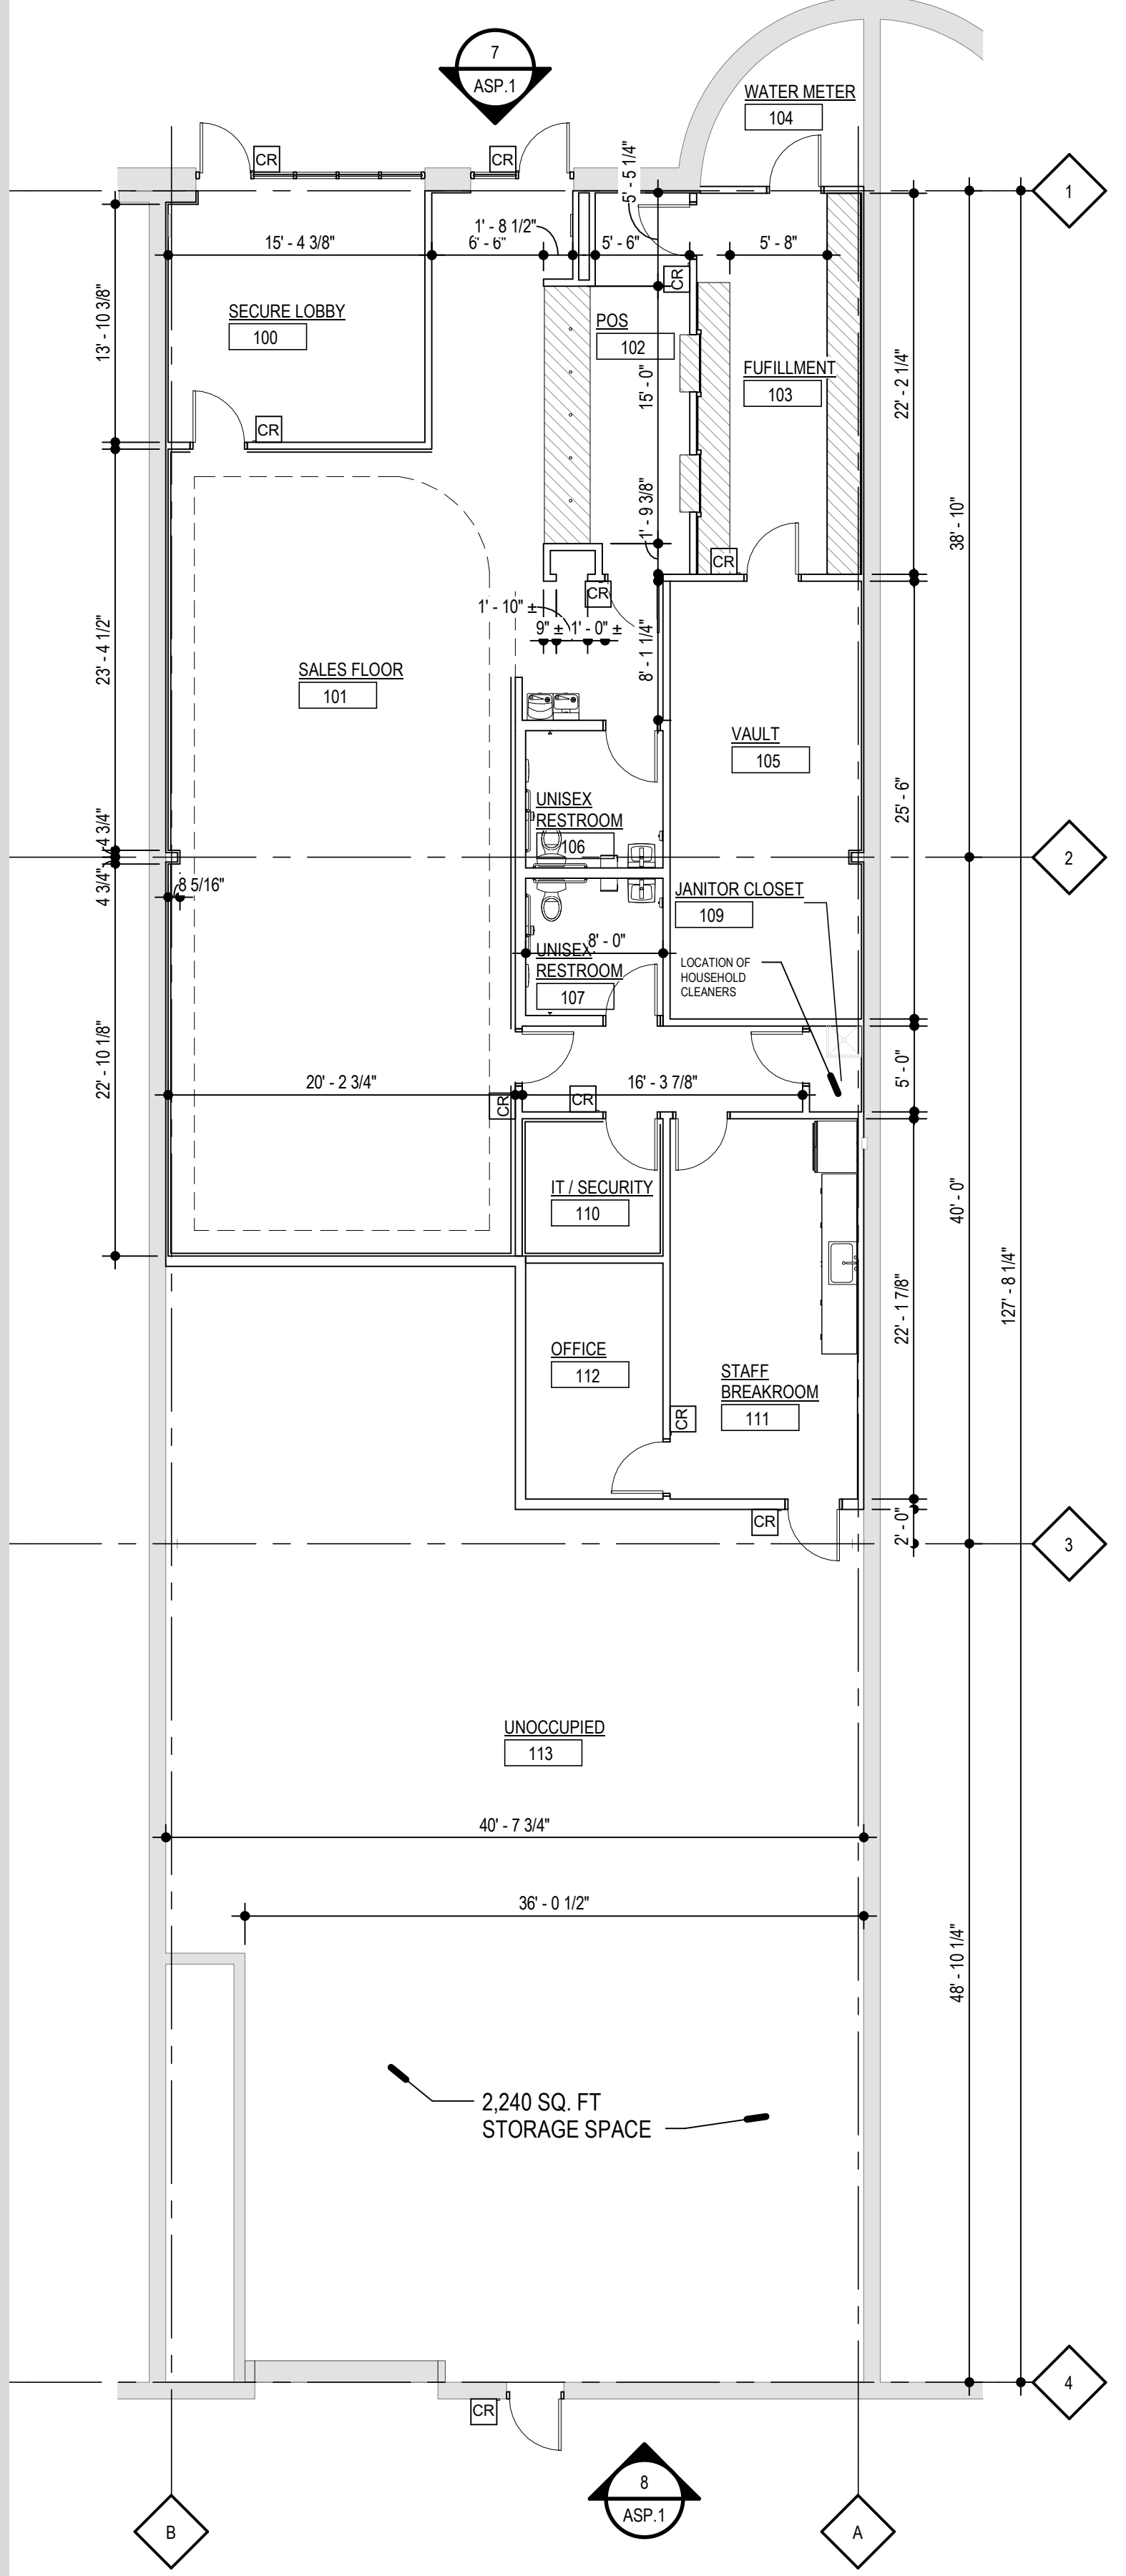 7
ASP.1
WATER METER
104
CR
CR
5' - 5 1/4"
1
1' - 8 1/2"
15' - 4 3/8"
6' - 6"
5' - 6"
5' - 8"
CR
13' - 10 3/8"
SECURE LOBBY
100
POS
102
22' - 2 1/4"
FUFILLMENT
103
15' - 0"
CR
1' - 9 3/8"
38' - 10"
CR
CR
1' - 10" ±
9" ±
1' - 0" ±
8' - 1 1/4"
23' - 4 1/2"
SALES FLOOR
101
VAULT
105
25' - 6"
UNISEX
RESTROOM
106
4 3/4"
2
4 3/4"
8 5/16"
JANITOR CLOSET
109
8' - 0"
UNISEX
RESTROOM
107
LOCATION OF
HOUSEHOLD
CLEANERS
22' - 10 1/8"
20' - 2 3/4"
16' - 3 7/8"
5' - 0"
CR
CR
IT / SECURITY
110
40' - 0"
127' - 8 1/4"
22' - 1 7/8"
OFFICE
112
STAFF
BREAKROOM
111
CR
CR
2' - 0"
3
UNOCCUPIED
113
40' - 7 3/4"
36' - 0 1/2"
48' - 10 1/4"
2,240 SQ. FT
STORAGE SPACE
4
CR
8
ASP.1
B
A